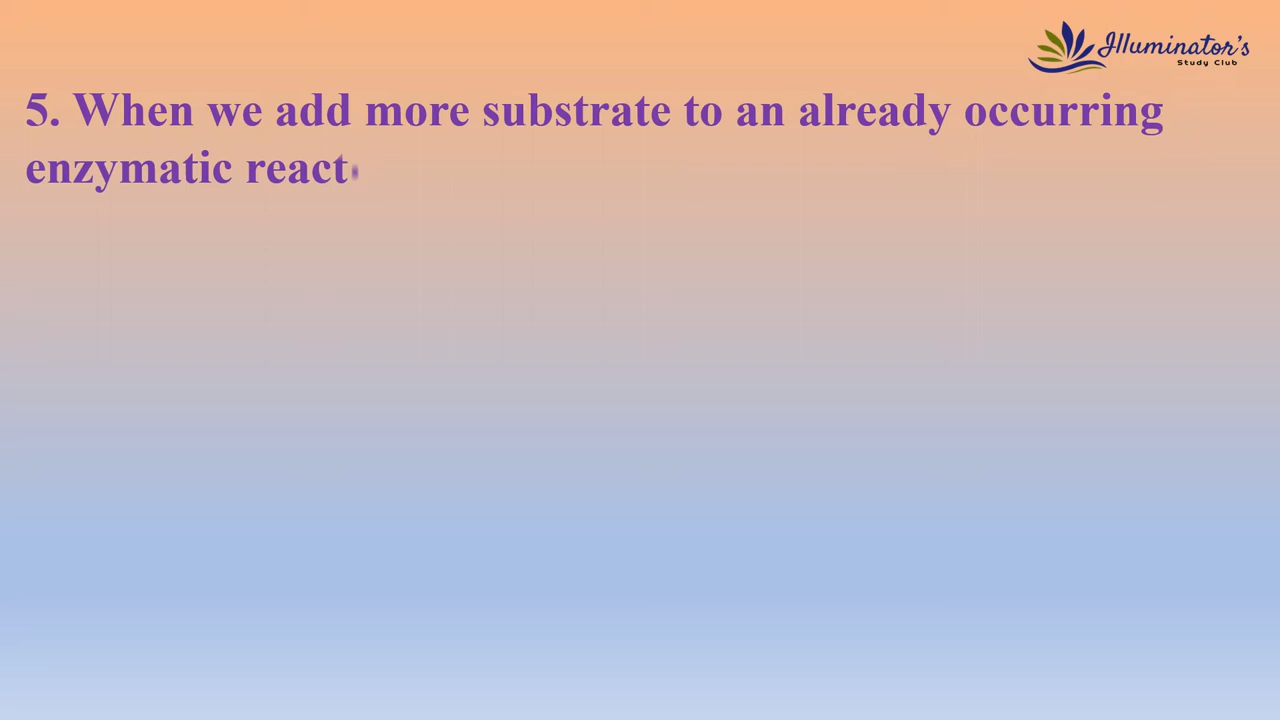 Illuminator's
Study Club
5. When we add more substrate to an already occurring
enzymatic react